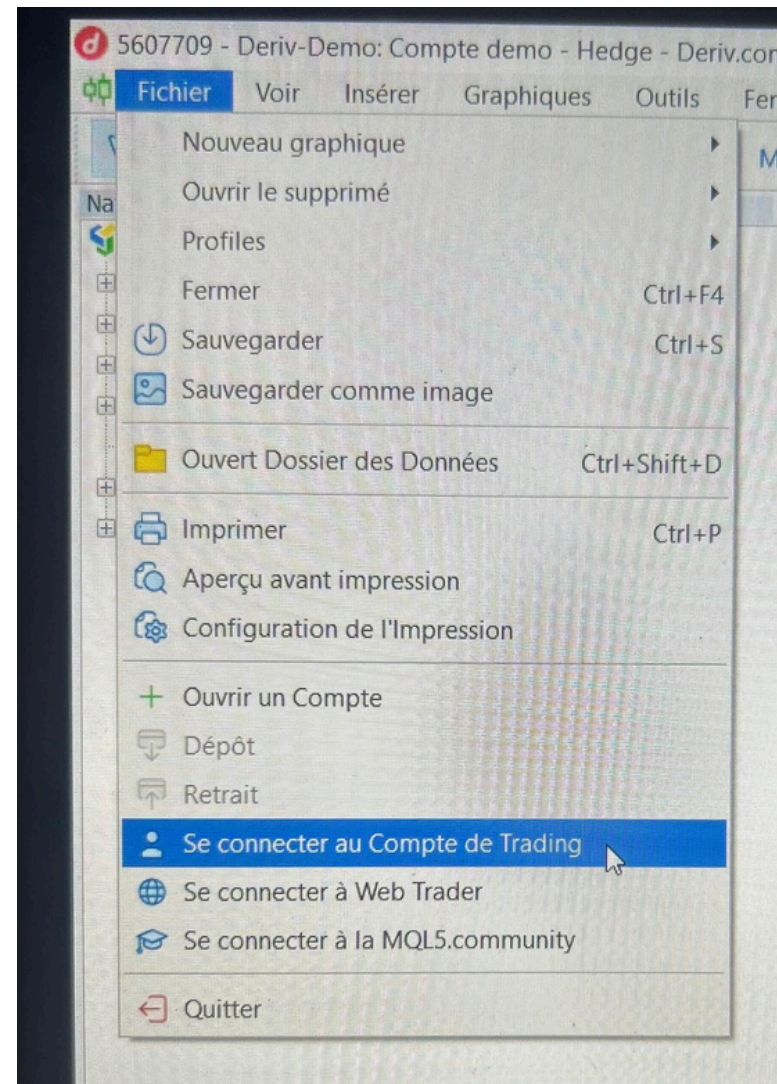 5607709 - Deriv-Demo: Compte demo - Hedge - Deriv.com
Fichier Voir Insérer Graphiques Outils Fer
Nouveau graphique
M
Ouvrir le supprimé
Na
Profiles
Fermer Ctrl+F4
Sauvegarder Ctrl+S
Sauvegarder comme image
Ouvert Dossier des Données Ctrl+Shift+D
Imprimer Ctrl+P
Aperçu avant impression
Configuration de l'Impression
Ouvrir un Compte
Dépôt
Retrait
Se connecter au Compte de Trading
Se connecter à Web Trader
Se connecter à la MQL5.community
Quitter